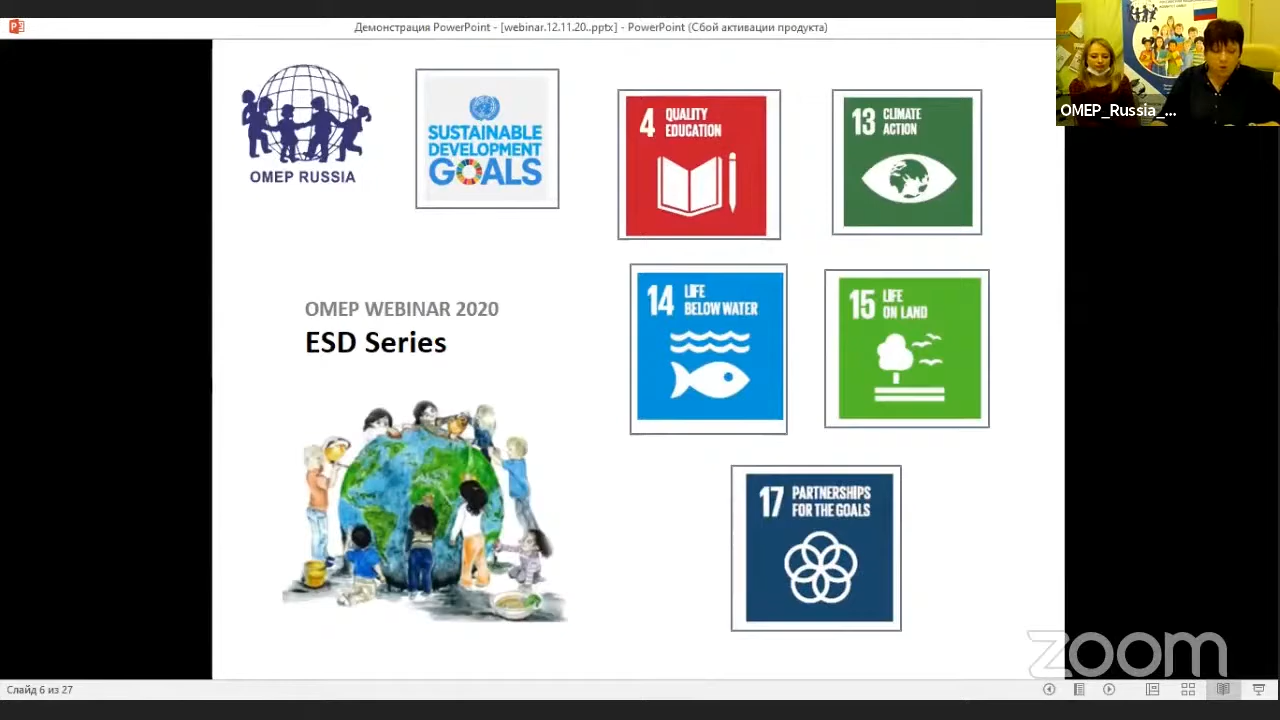 Демонстрация PowerPoint - [webinar.12.11.20..pptx] - PowerPoint (Сбой активации продукта)
OMEP_Russia_...
OMEP RUSSIA
SUSTAINABLE
DEVELOPMENT
GOALS
4 QUALITY
EDUCATION
13 CLIMATE
ACTION
14 LIFE
BELOW WATER
15 LIFE
ON LAND
OMEP WEBINAR 2020
ESD Series
17 PARTNERSHIPS
FOR THE GOALS
zoom
Слайд 6 из 27